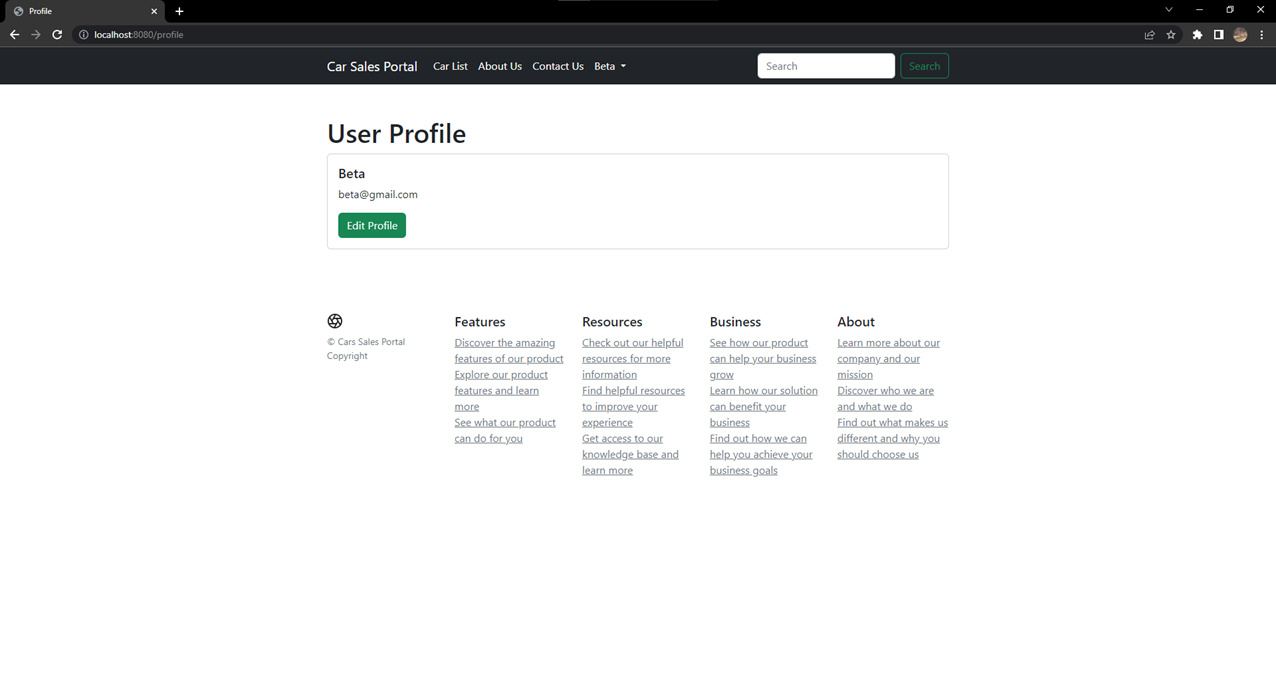 Profile
localhost:8080/profile
Car Sales Portal Car List About Us Contact Us Beta Search Search
User Profile
Beta
beta@gmail.com
Edit Profile
© Cars Sales Portal
Copyright
Features
Discover the amazing
features of our product
Explore our product
features and learn
more
See what our product
can do for you
Resources
Check out our helpful
resources for more
information
Find helpful resources
to improve your
experience
Get access to our
knowledge base and
learn more
Business
See how our product
can help your business
grow
Learn how our solution
can benefit your
business
Find out how we can
help you achieve your
business goals
About
Learn more about our
company and our
mission
Discover who we are
and what we do
Find out what makes us
different and why you
should choose us